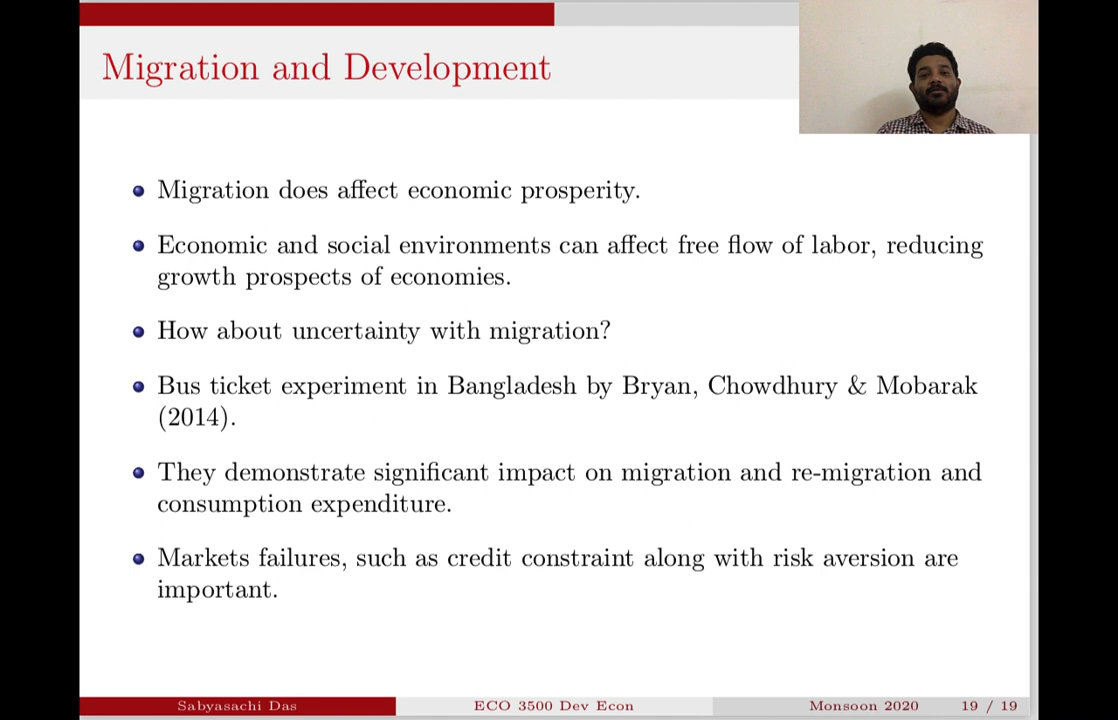 Migration and Development
Migration does affect economic prosperity.
Economic and social environments can affect free flow of labor, reducing
growth prospects of economies.
How about uncertainty with migration?
Bus ticket experiment in Bangladesh by Bryan, Chowdhury & Mobarak
(2014).
They demonstrate significant impact on migration and re-migration and
consumption expenditure.
Markets failures, such as credit constraint along with risk aversion are
important.
Sabyasachi Das ECO 3500 Dev Econ Monsoon 2020 19 / 19